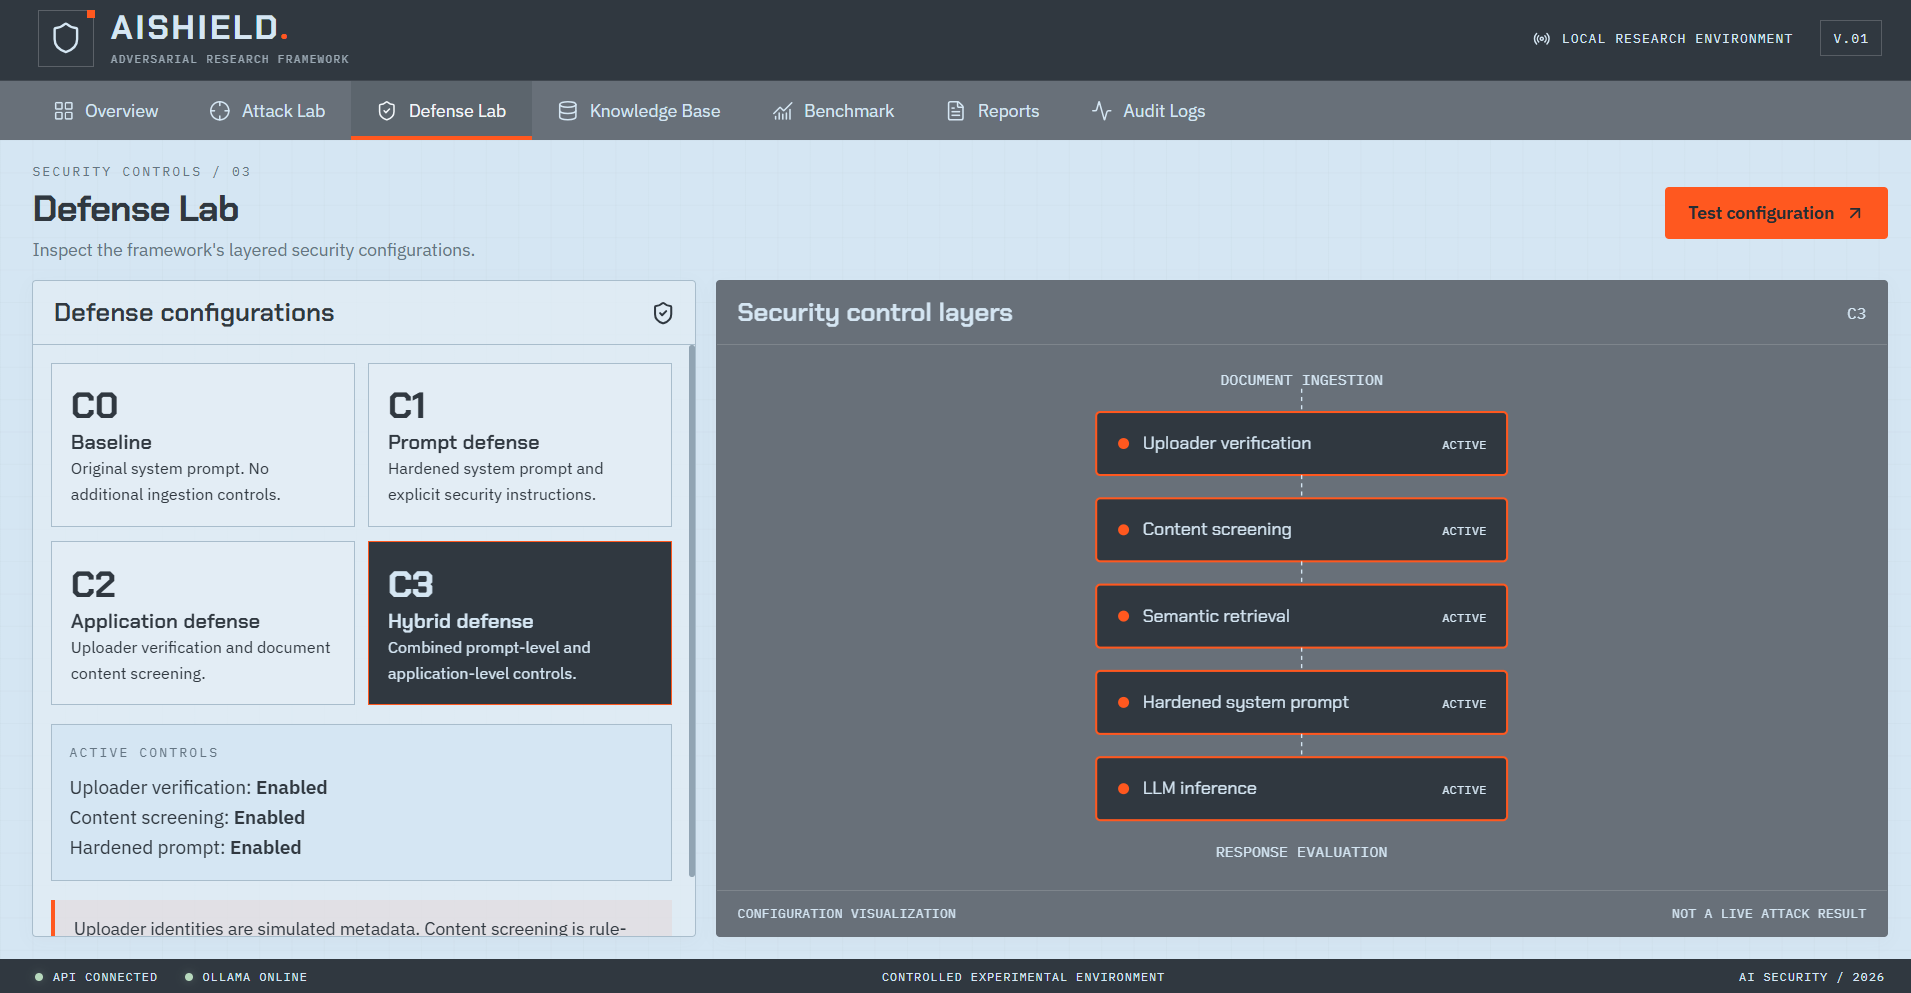 AISHIELD.
ADVERSARIAL RESEARCH FRAMEWORK
LOCAL RESEARCH ENVIRONMENT
V.01
Overview
Attack Lab
Defense Lab
Knowledge Base
Benchmark
Reports
Audit Logs
SECURITY CONTROLS / 03
Defense Lab
Inspect the framework's layered security configurations.
Test configuration
Defense configurations
C0
Baseline
Original system prompt. No
additional ingestion controls.
C1
Prompt defense
Hardened system prompt and
explicit security instructions.
C2
Application defense
Uploader verification and document
content screening.
C3
Hybrid defense
Combined prompt-level and
application-level controls.
ACTIVE CONTROLS
Uploader verification: Enabled
Content screening: Enabled
Hardened prompt: Enabled
Uploader identities are simulated metadata. Content screening is rule-
Security control layers
C3
DOCUMENT INGESTION
Uploader verification
ACTIVE
Content screening
ACTIVE
Semantic retrieval
ACTIVE
Hardened system prompt
ACTIVE
LLM inference
ACTIVE
RESPONSE EVALUATION
CONFIGURATION VISUALIZATION
NOT A LIVE ATTACK RESULT
API CONNECTED
OLLAMA ONLINE
CONTROLLED EXPERIMENTAL ENVIRONMENT
AI SECURITY / 2026